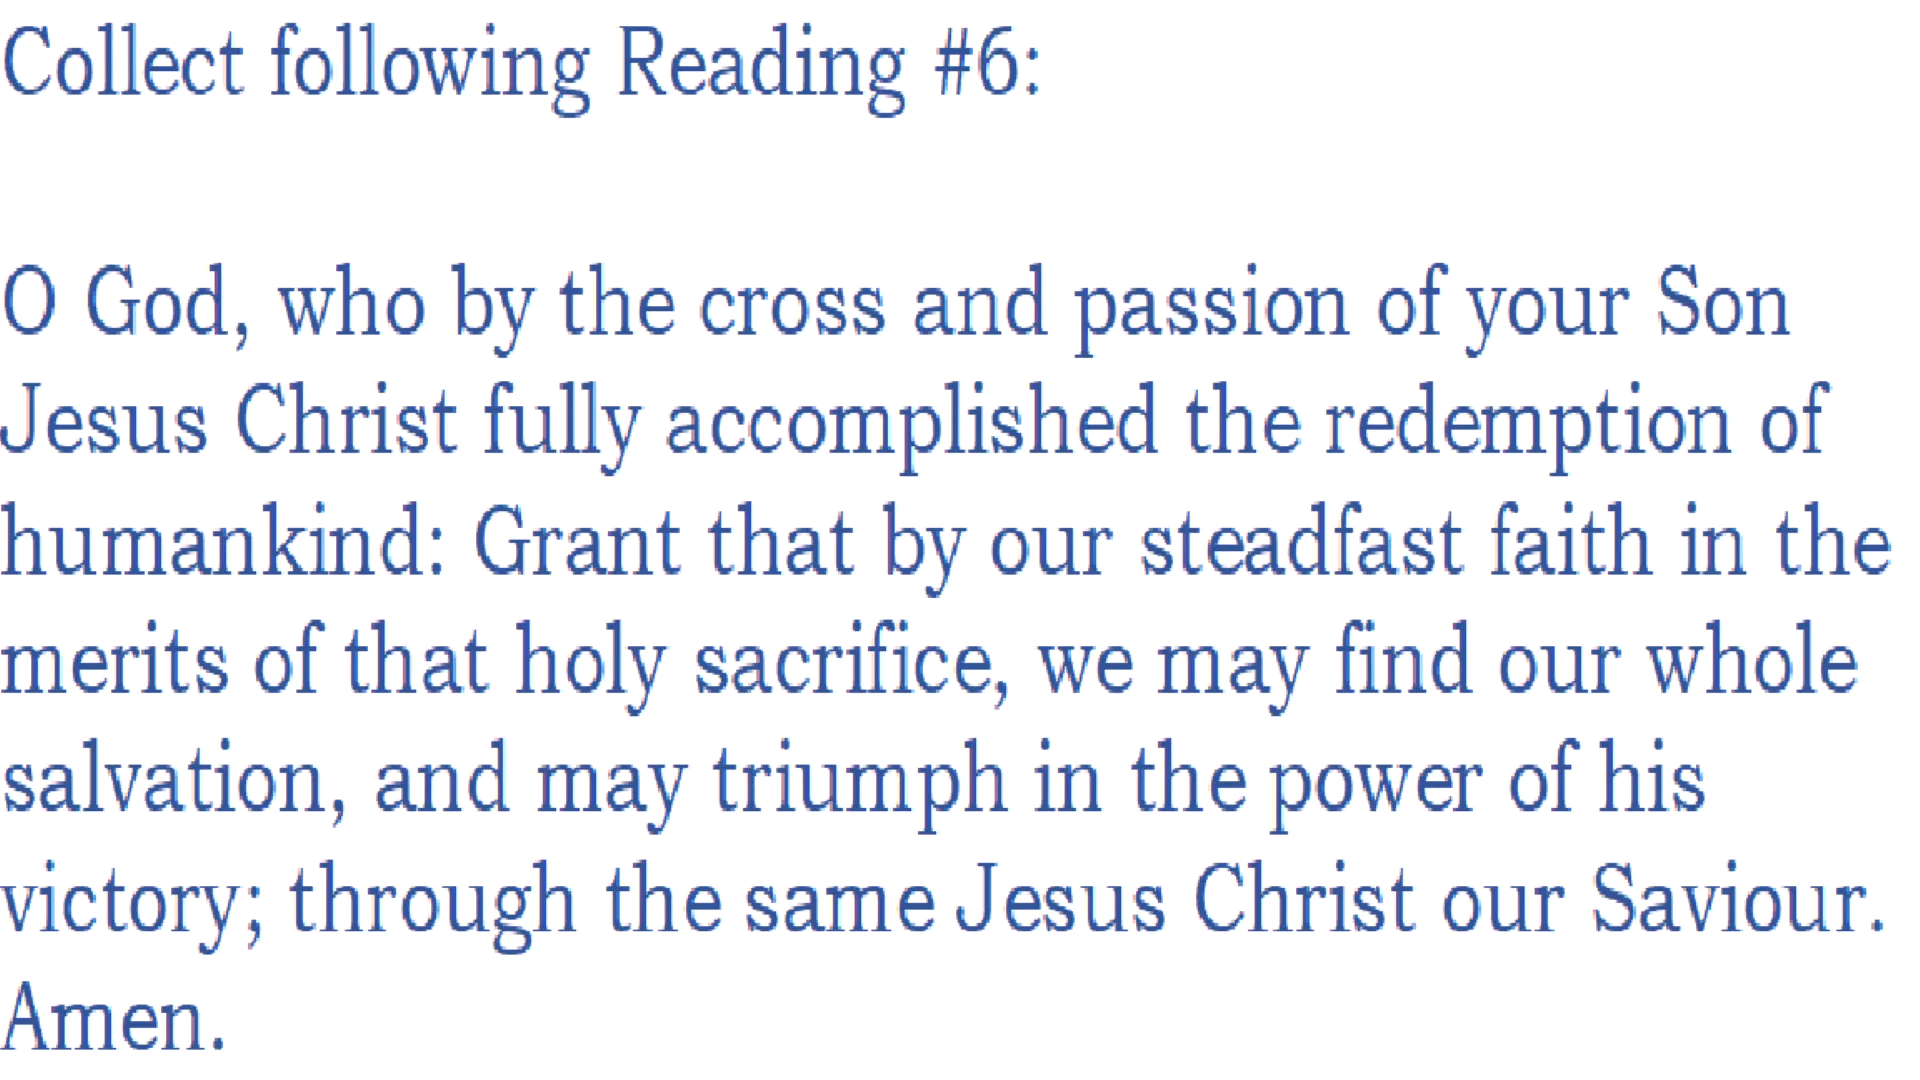 Collect following Reading #6:
O God, who by the cross and passion of your Son
Jesus Christ fully accomplished the redemption of
humankind: Grant that by our steadfast faith in the
merits of that holy sacrifice, we may find our whole
salvation, and may triumph in the power of his
victory; through the same Jesus Christ our Saviour.
Amen.